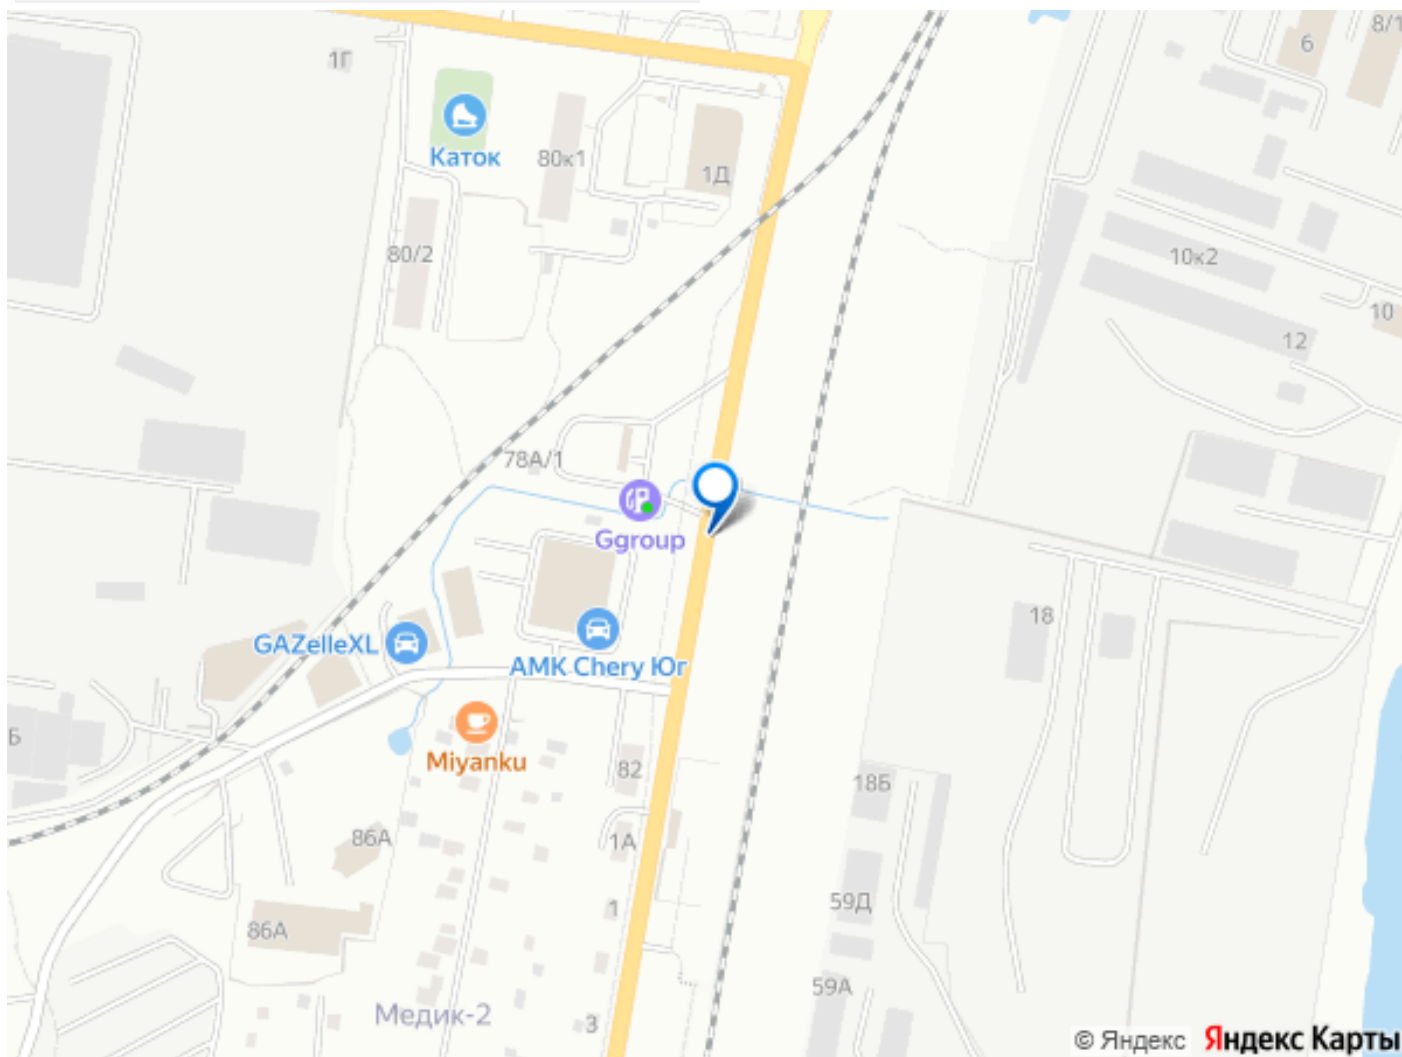 1Г
6
8/1
Каток
80к1
1Д
80/2
10к2
10
12
78А/1
Ggroup
18
GAZelleXL
АМК Chery Юг
Б
Miyanku
82
18Б
86А
1А
59Д
1
86А
59А
Медик-2
3
© Яндекс Яндекс Карты